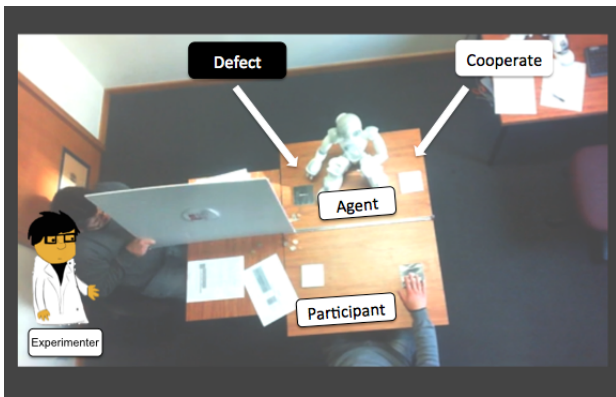 Defect
Cooperate
Agent
Participant
Experimenter